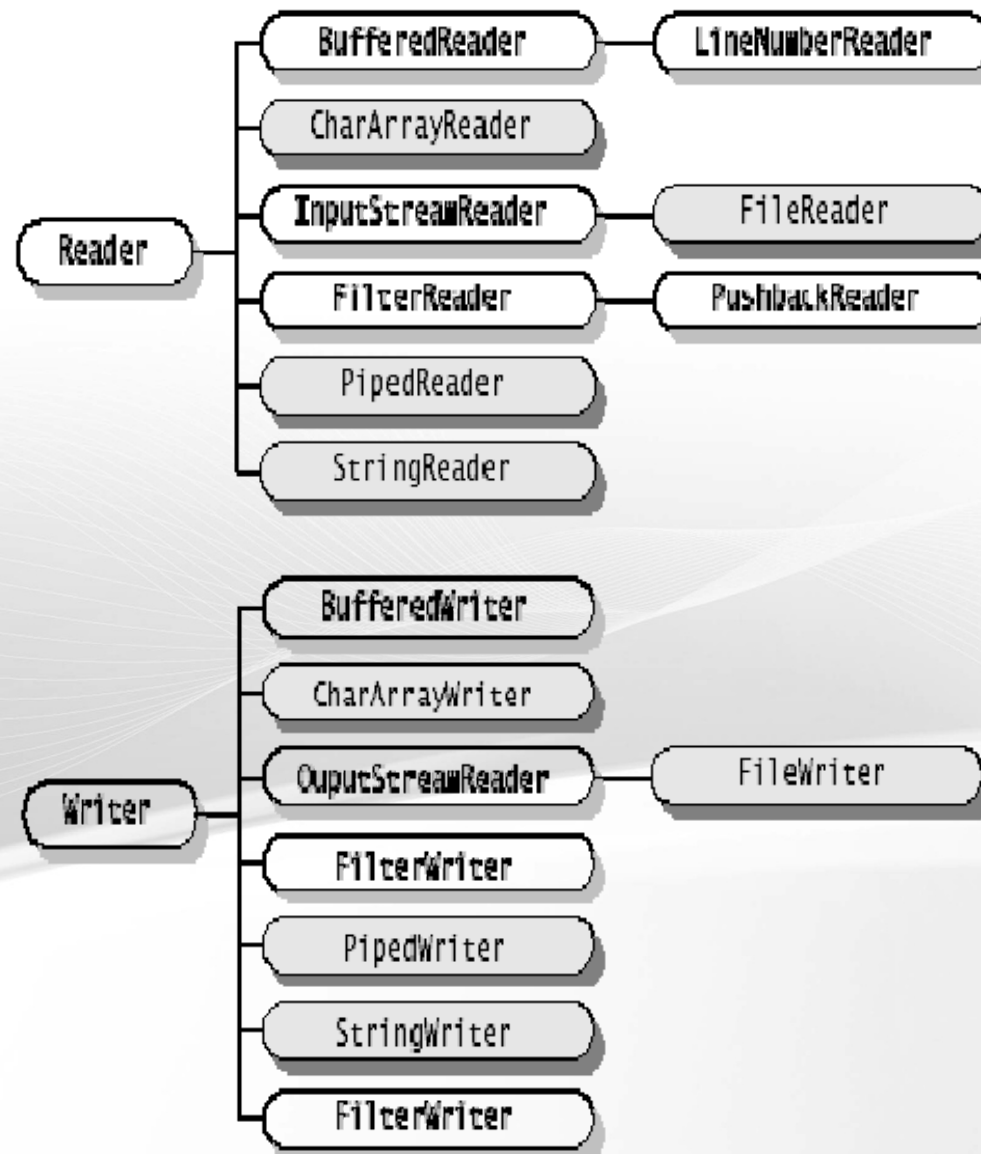 BufferedReader LineNumberReader
CharArrayReader
InputStreamReader FileReader
Reader
FilterReader PushbackReader
PipedReader
StringReader
BufferedWriter
CharArrayWriter
OuputStreamReader FileWriter
Writer
FilterWriter
PipedWriter
StringWriter
FilterWriter